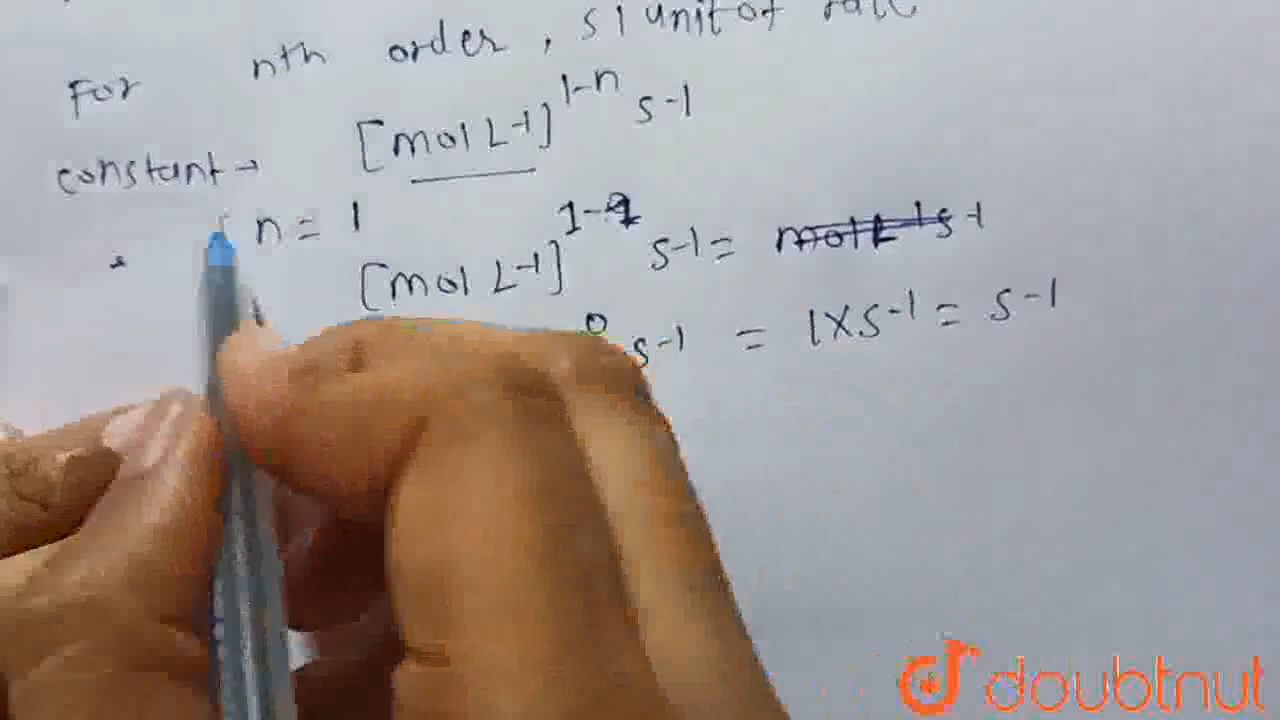 For nth order, SI unit of rate
constant → [mol L-1]^1-n s-1
n = 1
[mol L-1]^1-1 s-1 = mol L-1 s-1
0 s-1 = 1×s-1 = s-1
doubtnut